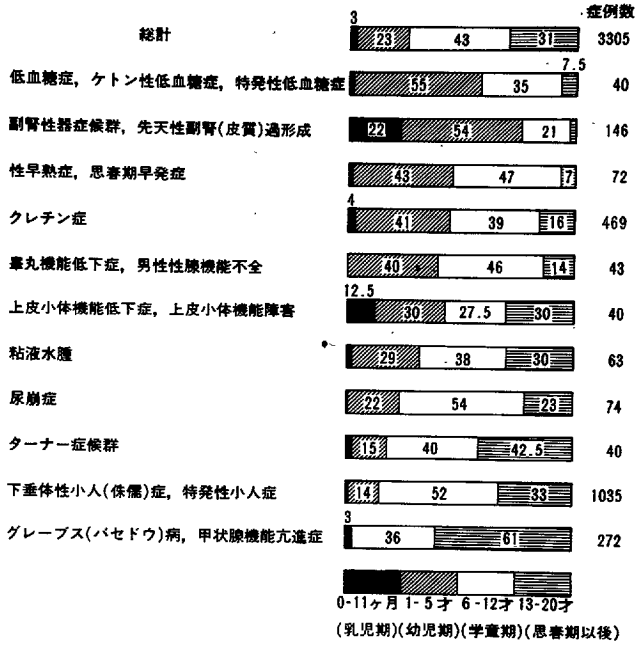 症例数
3
総計 23 43 31 3305
7.5
低血糖症,ケトン性低血糖症,特発性低血糖症 55 35 40
副腎性器症候群,先天性副腎(皮質)過形成 22 54 21 146
性早熟症,思春期早発症 43 47 7 72
4
クレチン症 41 39 16 469
睾丸機能低下症,男性性腺機能不全 40 46 14 43
12.5
上皮小体機能低下症,上皮小体機能障害 30 27.5 30 40
粘液水腫 29 38 30 63
尿崩症 22 54 23 74
ターナー症候群 15 40 42.5 40
下垂体性小人(侏儒)症,特発性小人症 14 52 33 1035
3
グレーブス(バセドウ)病,甲状腺機能亢進症 36 61 272
0-11ヶ月 1-5才 6-12才 13-20才
(乳児期)(幼児期)(学童期)(思春期以後)